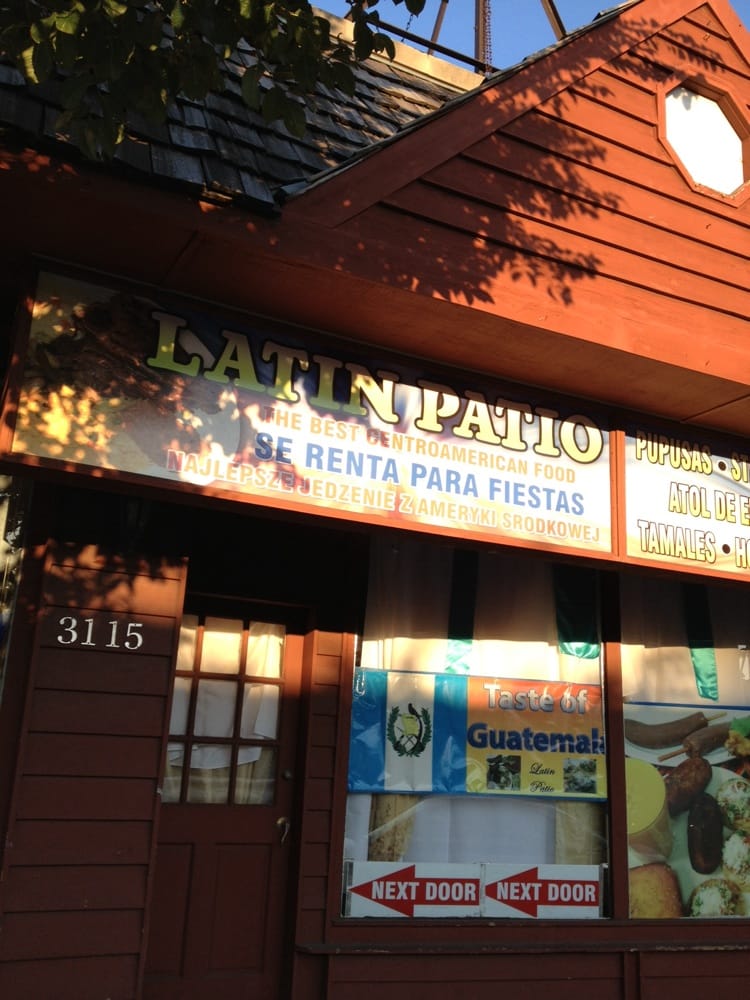 LATIN PATIO
THE BEST CENTROAMERICAN FOOD
SE RENTA PARA FIESTAS
NAJLEPSZE JEDZENIE Z AMERYKI SRODKOWEJ
PUPUSAS •
ATOL DE
TAMALES •
3115
Taste of
Guatemala
Latin
Patio
NEXT DOOR
NEXT DOOR